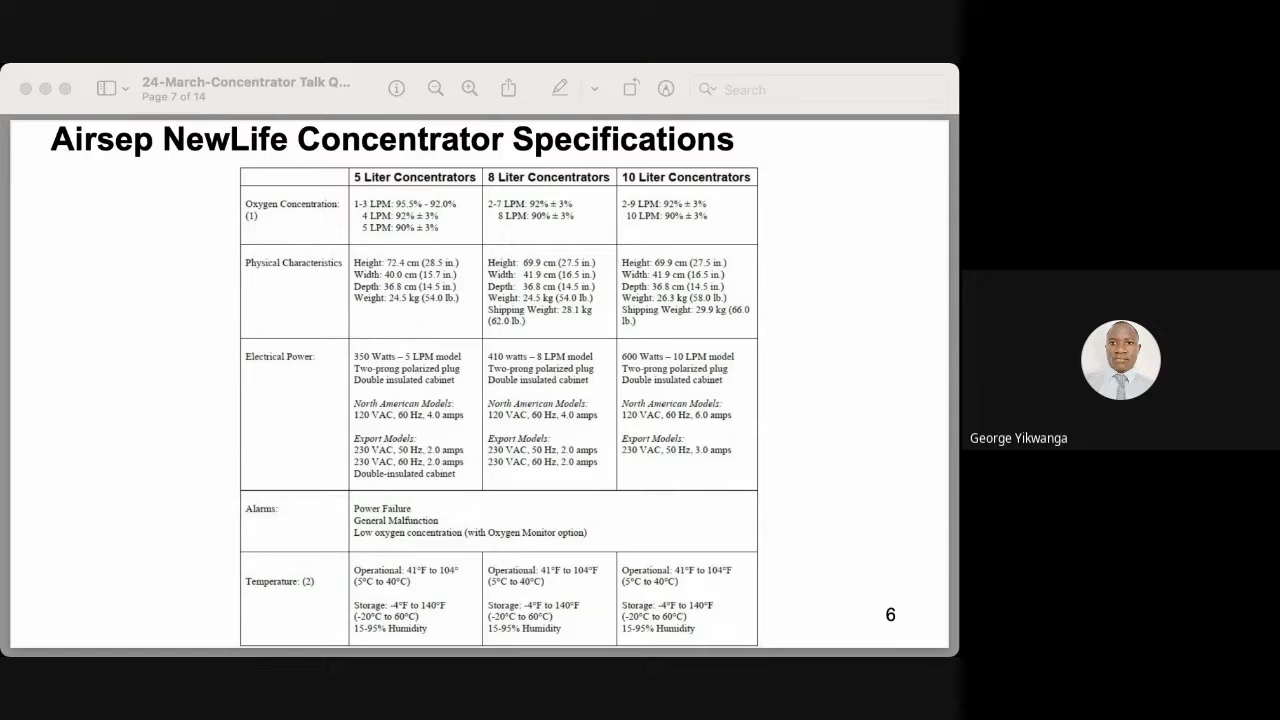 24-March-Concentrator Talk Q...
Page 7 of 14
Search
Airsep NewLife Concentrator Specifications
5 Liter Concentrators 8 Liter Concentrators 10 Liter Concentrators
Oxygen Concentration:
(1)
1-3 LPM: 95.5% - 92.0%
4 LPM: 92% ± 3%
5 LPM: 90% ± 3%
2-7 LPM: 92% ± 3%
8 LPM: 90% ± 3%
2-9 LPM: 92% ± 3%
10 LPM: 90% ± 3%
Physical Characteristics
Height: 72.4 cm (28.5 in.)
Width: 40.0 cm (15.7 in.)
Depth: 36.8 cm (14.5 in.)
Weight: 24.5 kg (54.0 lb.)
Height: 69.9 cm (27.5 in.)
Width: 41.9 cm (16.5 in.)
Depth: 36.8 cm (14.5 in.)
Weight: 24.5 kg (54.0 lb.)
Shipping Weight: 28.1 kg
(62.0 lb.)
Height: 69.9 cm (27.5 in.)
Width: 41.9 cm (16.5 in.)
Depth: 36.8 cm (14.5 in.)
Weight: 26.3 kg (58.0 lb.)
Shipping Weight: 29.9 kg (66.0
lb.)
Electrical Power:
350 Watts – 5 LPM model
Two-prong polarized plug
Double insulated cabinet
North American Models:
120 VAC, 60 Hz, 4.0 amps
Export Models:
230 VAC, 50 Hz, 2.0 amps
230 VAC, 60 Hz, 2.0 amps
Double-insulated cabinet
410 watts – 8 LPM model
Two-prong polarized plug
Double insulated cabinet
North American Models:
120 VAC, 60 Hz, 4.0 amps
Export Models:
230 VAC, 50 Hz, 2.0 amps
230 VAC, 60 Hz, 2.0 amps
600 Watts – 10 LPM model
Two-prong polarized plug
Double insulated cabinet
North American Models:
120 VAC, 60 Hz, 6.0 amps
Export Models:
230 VAC, 50 Hz, 3.0 amps
Alarms:
Power Failure
General Malfunction
Low oxygen concentration (with Oxygen Monitor option)
Temperature: (2)
Operational: 41°F to 104°
(5°C to 40°C)
Storage: -4°F to 140°F
(-20°C to 60°C)
15-95% Humidity
Operational: 41°F to 104°F
(5°C to 40°C)
Storage: -4°F to 140°F
(-20°C to 60°C)
15-95% Humidity
Operational: 41°F to 104°F
(5°C to 40°C)
Storage: -4°F to 140°F
(-20°C to 60°C)
15-95% Humidity
6
George Yikwanga